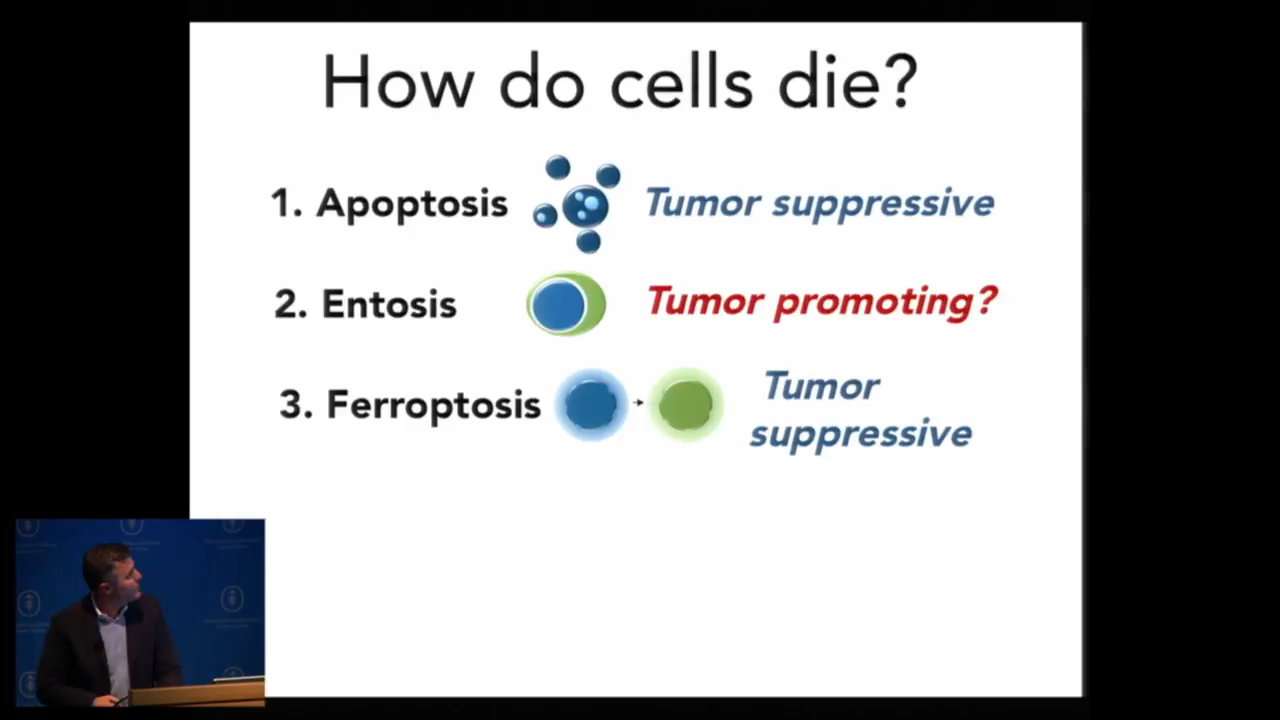 How do cells die?
1. Apoptosis Tumor suppressive
2. Entosis Tumor promoting?
3. Ferroptosis Tumor
suppressive